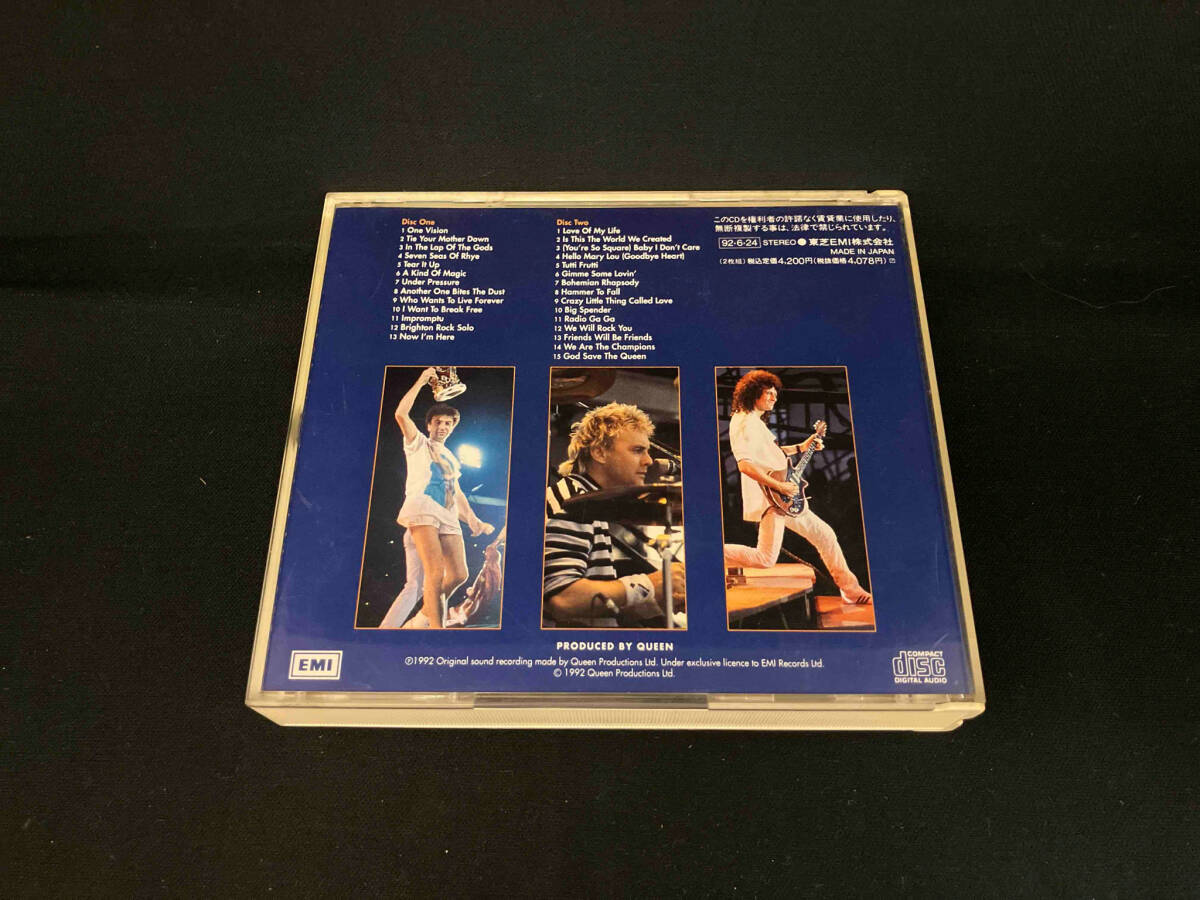 Disc One
1 One Vision
2 Tie Your Mother Down
3 In The Lap Of The Gods
4 Seven Seas Of Rhye
5 Tear It Up
6 A Kind Of Magic
7 Under Pressure
8 Another One Bites The Dust
9 Who Wants To Live Forever
10 I Want To Break Free
11 Impromptu
12 Brighton Rock Solo
13 Now I'm Here
Disc Two
1 Love Of My Life
2 Is This The World We Created
3 (You're So Square) Baby I Don't Care
4 Hello Mary Lou (Goodbye Heart)
5 Tutti Frutti
6 Gimme Some Lovin'
7 Bohemian Rhapsody
8 Hammer To Fall
9 Crazy Little Thing Called Love
10 Big Spender
11 Radio Ga Ga
12 We Will Rock You
13 Friends Will Be Friends
14 We Are The Champions
15 God Save The Queen
このCDを権利者の許諾なく賃貸業に使用したり、
無断複製する事は、法律で禁じられています。
92・6・24 STEREO ● 東芝EMI株式会社
MADE IN JAPAN
(2枚組) 税込定価4,200円(税抜価格4,078円)
PRODUCED BY QUEEN
℗1992 Original sound recording made by Queen Productions Ltd. Under exclusive licence to EMI Records Ltd.
© 1992 Queen Productions Ltd.
EMI
COMPACT
disc
DIGITAL AUDIO